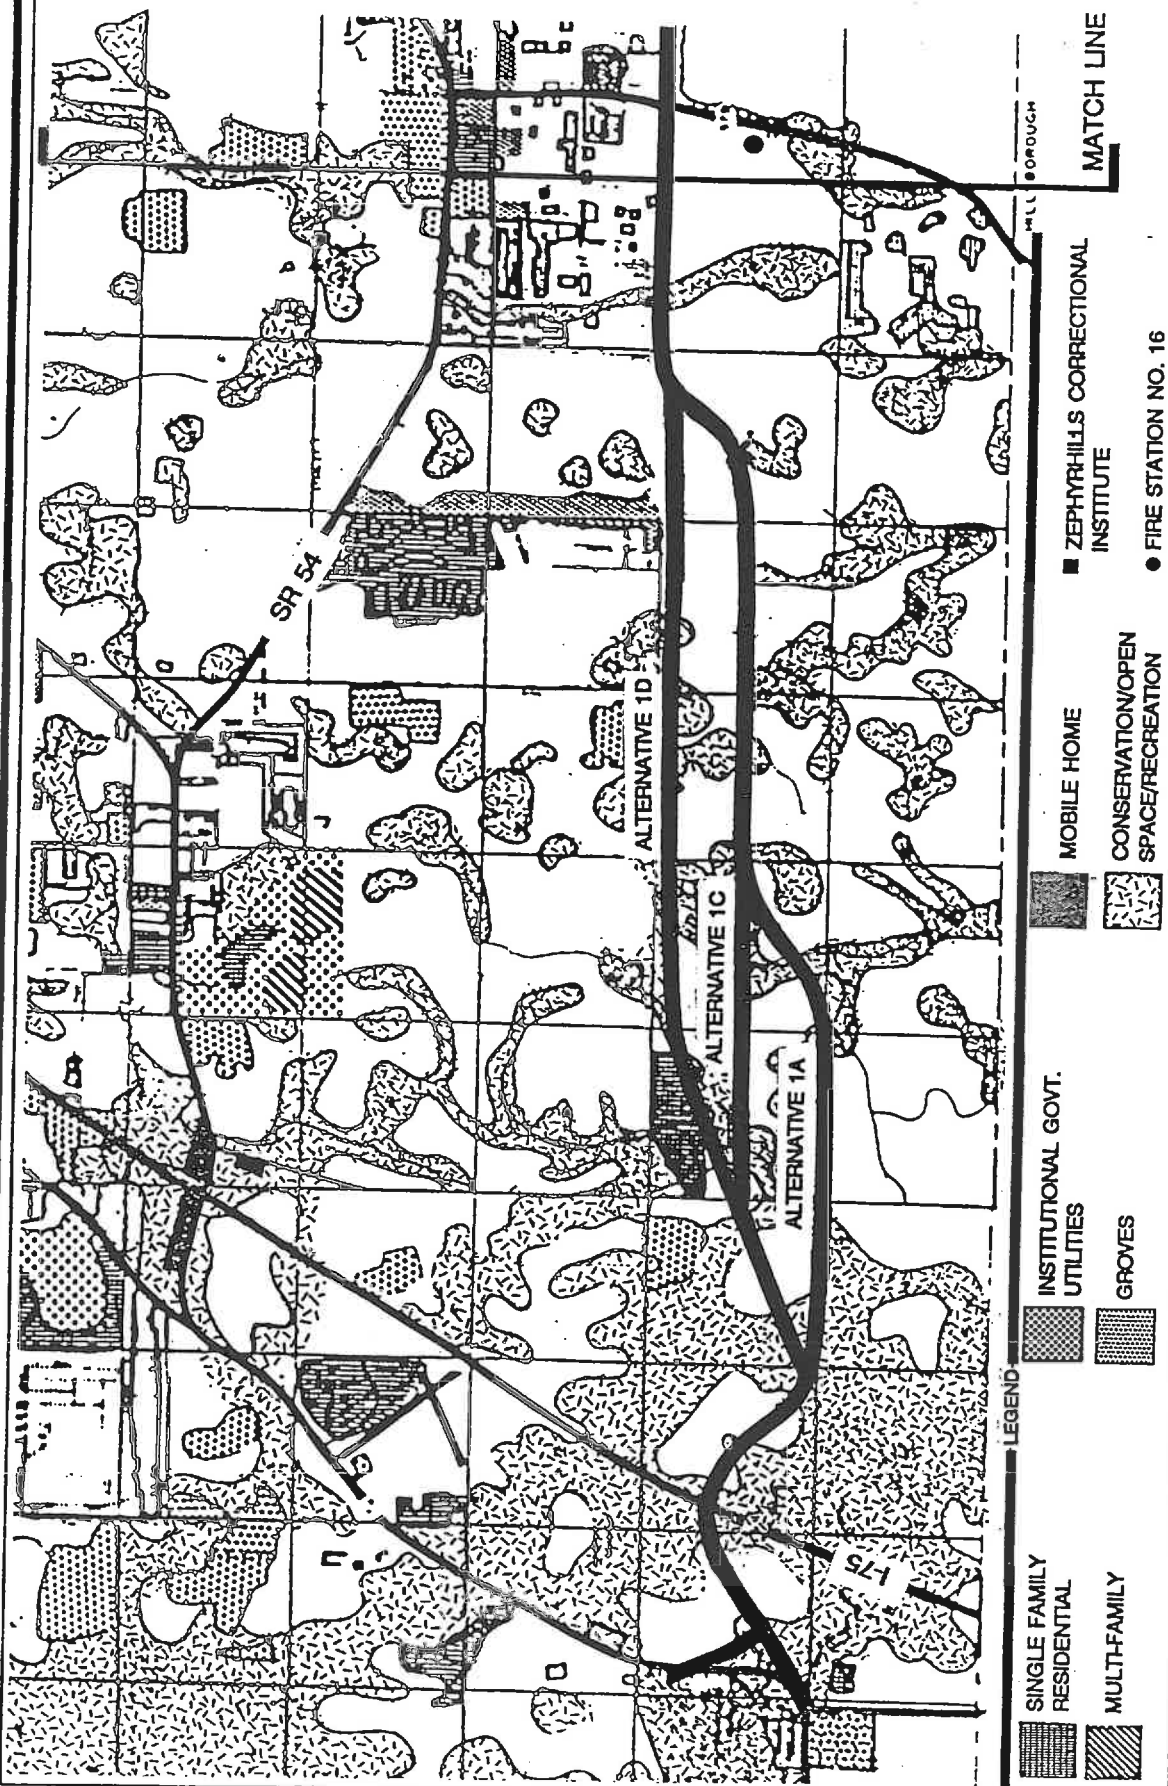 SR 54
ALTERNATIVE 1D
ALTERNATIVE 1C
ALTERNATIVE 1A
I-75
MATCH LINE
LEGEND
SINGLE FAMILY
RESIDENTIAL
MULTI-FAMILY
INSTITUTIONAL GOVT.
UTILITIES
GROVES
MOBILE HOME
CONSERVATION/OPEN
SPACE/RECREATION
■ ZEPHYRHILLS CORRECTIONAL
INSTITUTE
● FIRE STATION NO. 16